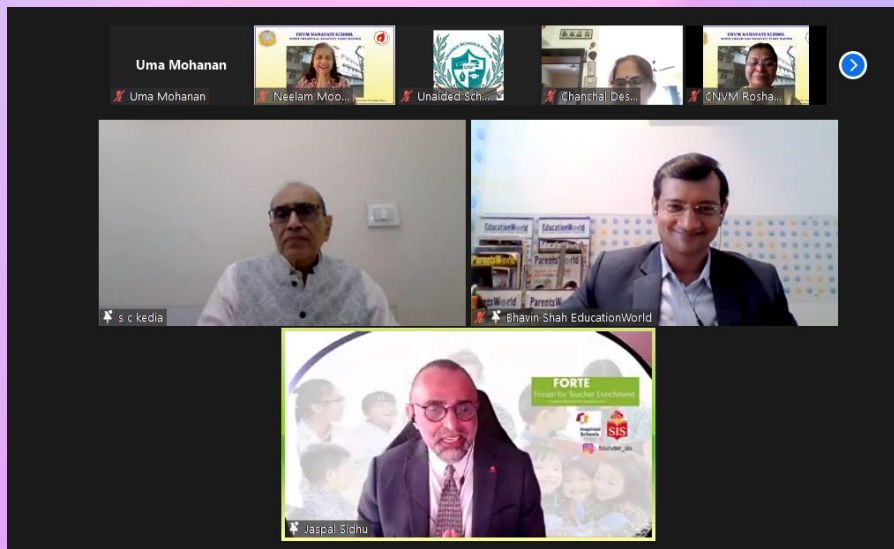 Uma Mohanan
Uma Mohanan
CNVM NANAVATI SCHOOL
Neelam Moo...
Unaided Sch...
Chanchal Des...
CNVM NANAVATI SCHOOL
CNVM Rosha...
s c kedia
EducationWorld EducationWorld
ParentsWorld
ParentsWorld
Bhavin Shah EducationWorld
FORTE
Forum for Teacher Enrichment
Inspired
Schools
SIS
founder_sis
Jaspal Sidhu